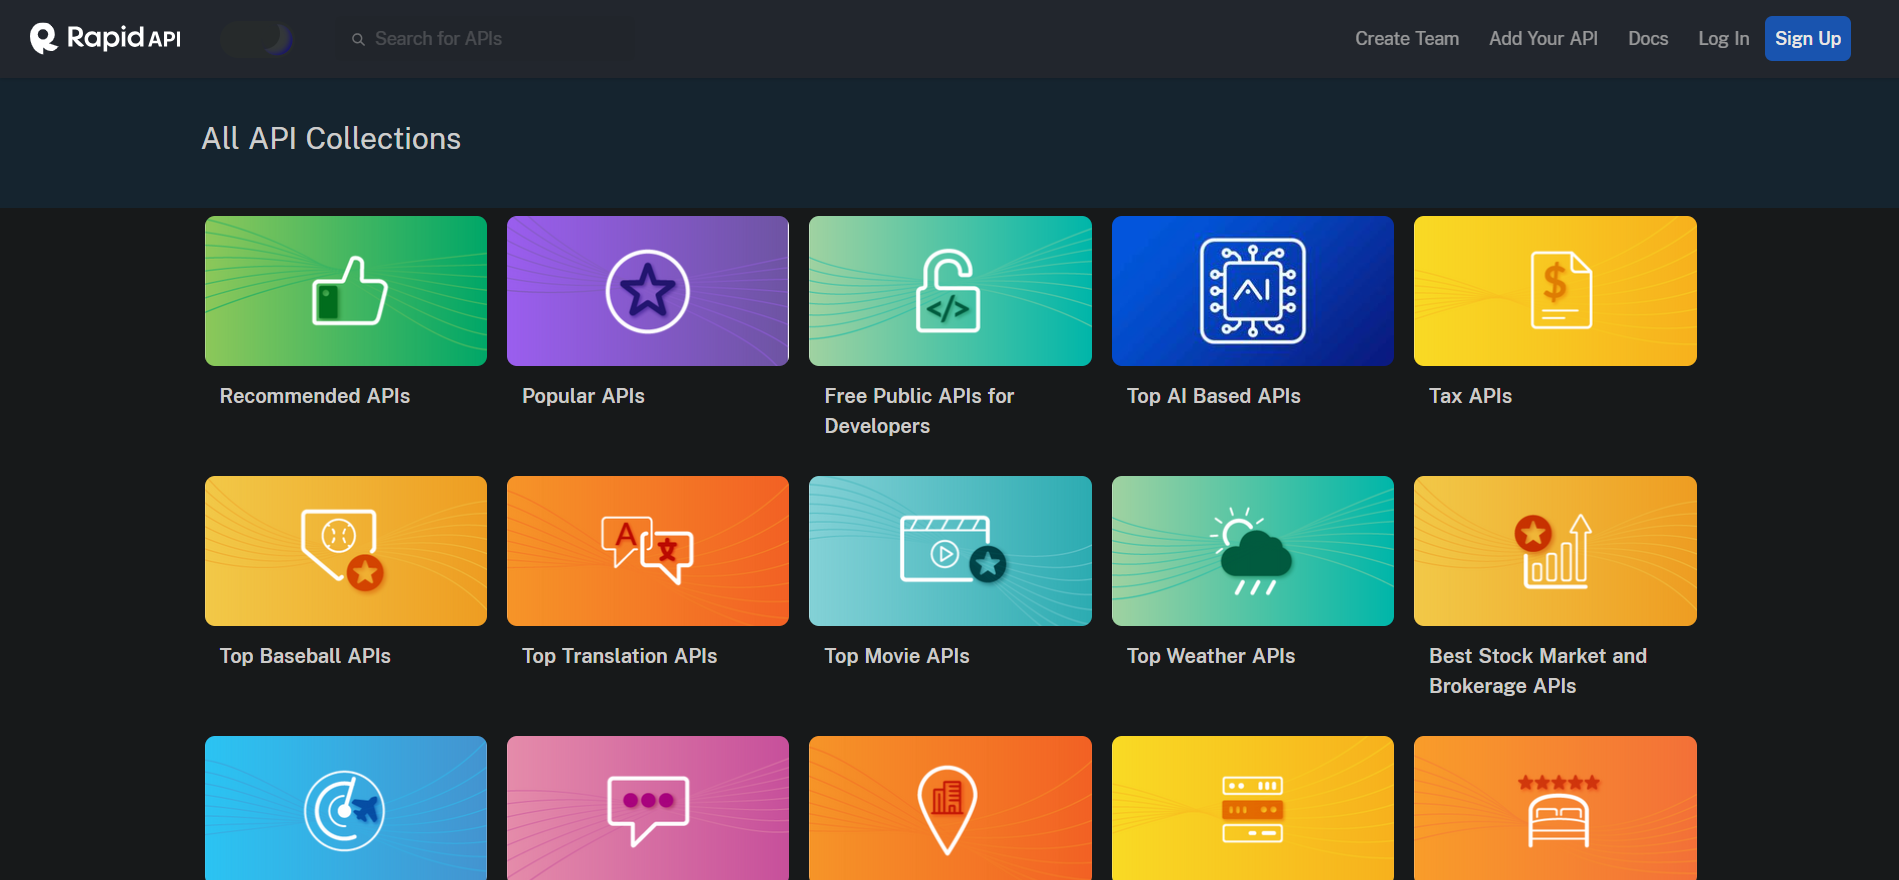 Rapid API
Search for APIs
Create Team
Add Your API
Docs
Log In
Sign Up
All API Collections
</>
AI
$
Recommended APIs
Popular APIs
Free Public APIs for
Developers
Top AI Based APIs
Tax APIs
A 文
Top Baseball APIs
Top Translation APIs
Top Movie APIs
Top Weather APIs
Best Stock Market and
Brokerage APIs